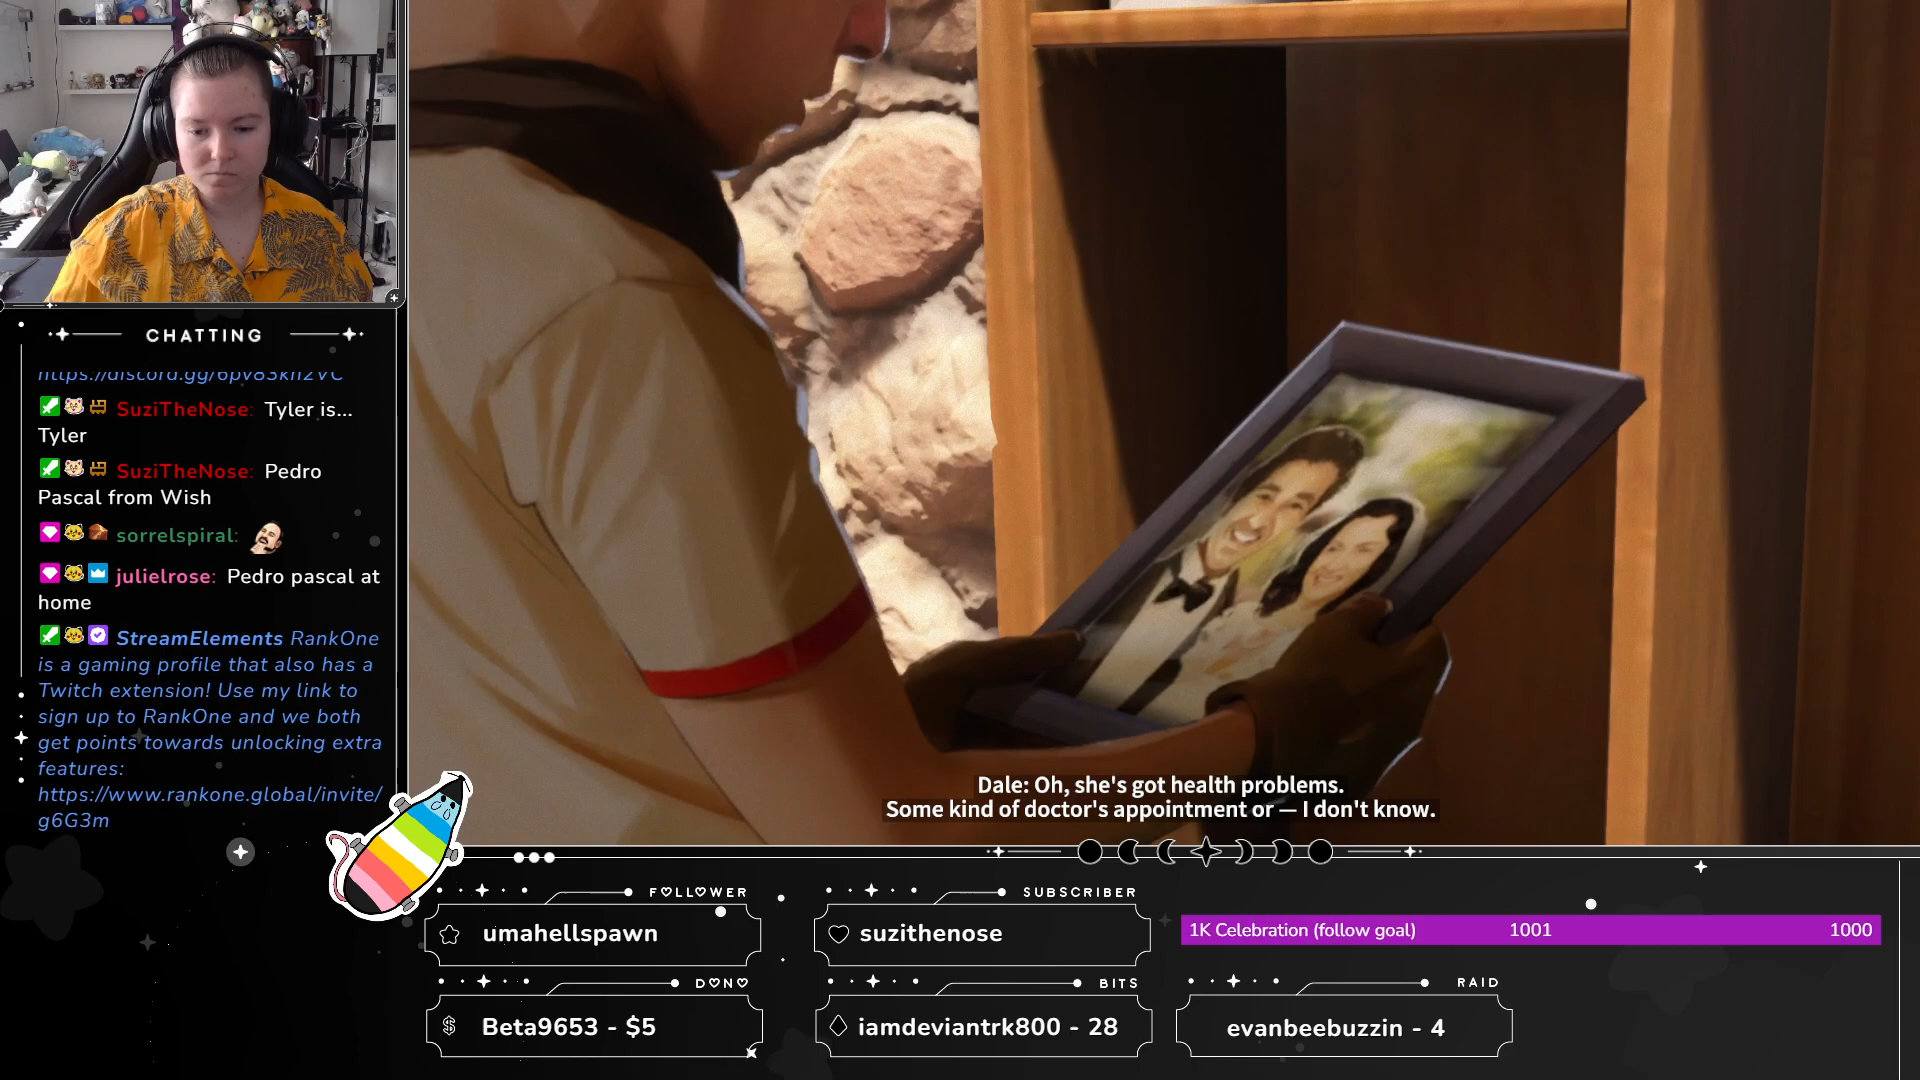 CHATTING
https://discord.gg/6pv83kh2VC
SuziTheNose: Tyler is...
Tyler
SuziTheNose: Pedro
Pascal from Wish
sorrelspiral:
julielrose: Pedro pascal at
home
StreamElements RankOne
is a gaming profile that also has a
Twitch extension! Use my link to
sign up to RankOne and we both
get points towards unlocking extra
features:
https://www.rankone.global/invite/
g6G3m
Dale: Oh, she's got health problems.
Some kind of doctor's appointment or — I don't know.
FOLLOWER
umahellspawn
SUBSCRIBER
suzithenose
1K Celebration (follow goal) 1001 1000
DONO
Beta9653 - $5
BITS
iamdeviantrk800 - 28
RAID
evanbeebuzzin - 4